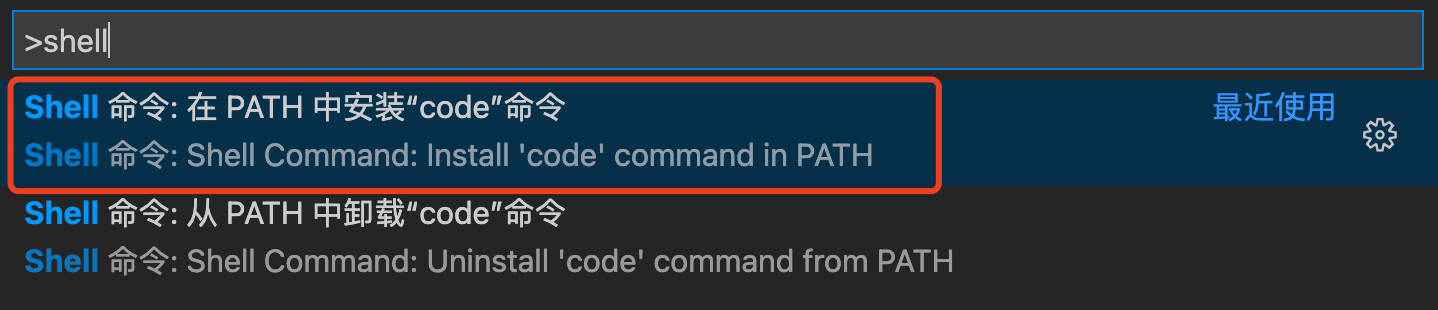 >shell
Shell 命令: 在 PATH 中安装“code”命令
最近使用
Shell 命令: Shell Command: Install 'code' command in PATH
Shell 命令: 从 PATH 中卸载“code”命令
Shell 命令: Shell Command: Uninstall 'code' command from PATH